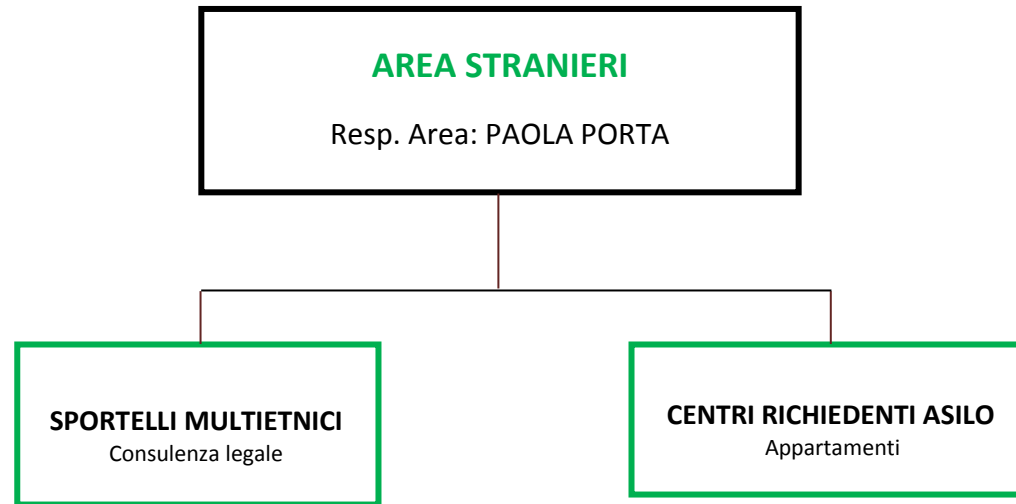 AREA STRANIERI
Resp. Area: PAOLA PORTA
SPORTELLI MULTIETNICI
Consulenza legale
CENTRI RICHIEDENTI ASILO
Appartamenti